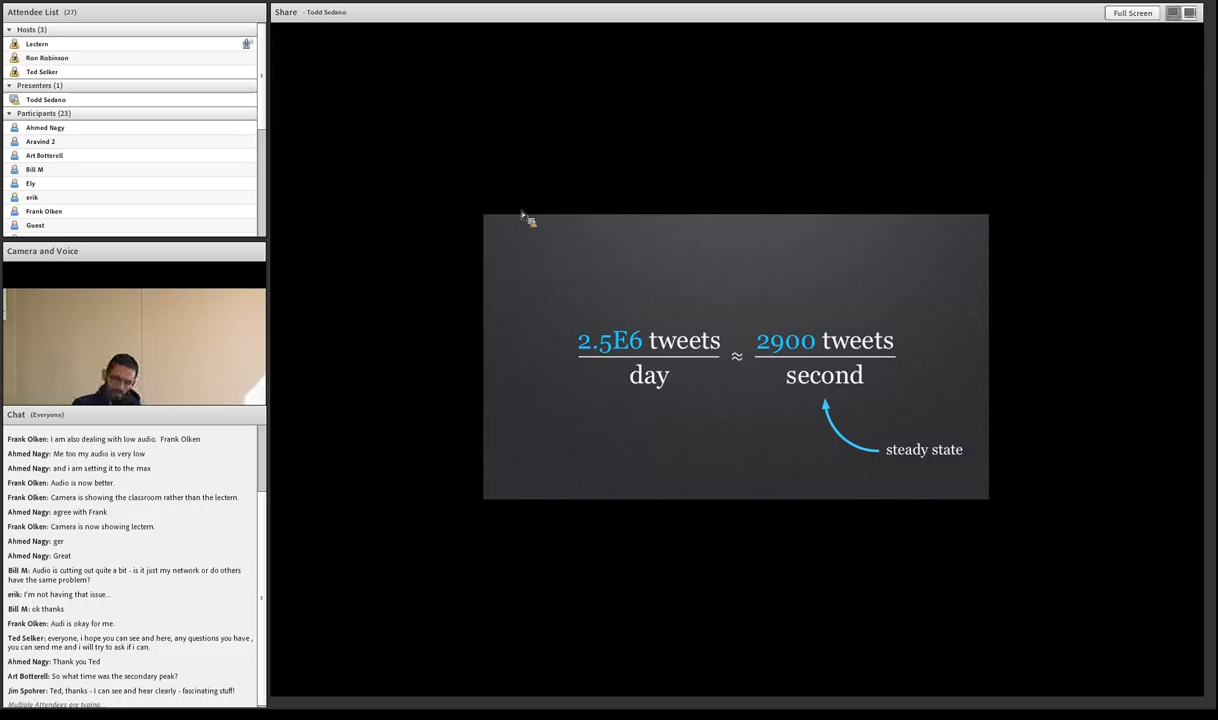 Attendee List (27)
Hosts (3)
Lectern
Ron Robinson
Ted Selker
Presenters (1)
Todd Sedano
Participants (23)
Ahmed Nagy
Aravind 2
Art Botterell
Bill M
Ely
erik
Frank Olken
Guest
Camera and Voice
Chat (Everyone)
Frank Olken: I am also dealing with low audio. Frank Olken
Ahmed Nagy: Me too my audio is very low
Ahmed Nagy: and i am setting it to the max
Frank Olken: Audio is now better.
Frank Olken: Camera is showing the classroom rather than the lectern.
Ahmed Nagy: agree with Frank
Frank Olken: Camera is now showing lectern.
Ahmed Nagy: ger
Ahmed Nagy: Great
Bill M: Audio is cutting out quite a bit - is it just my network or do others
have the same problem?
erik: I'm not having that issue...
Bill M: ok thanks
Frank Olken: Audi is okay for me.
Ted Selker: everyone, i hope you can see and here, any questions you have ,
you can send me and i will try to ask if i can.
Ahmed Nagy: Thank you Ted
Art Botterell: So what time was the secondary peak?
Jim Spohrer: Ted, thanks - I can see and hear clearly - fascinating stuff!
Multiple Attendees are typing...
Share - Todd Sedano
Full Screen
2.5E6 tweets
day
≈
2900 tweets
second
steady state